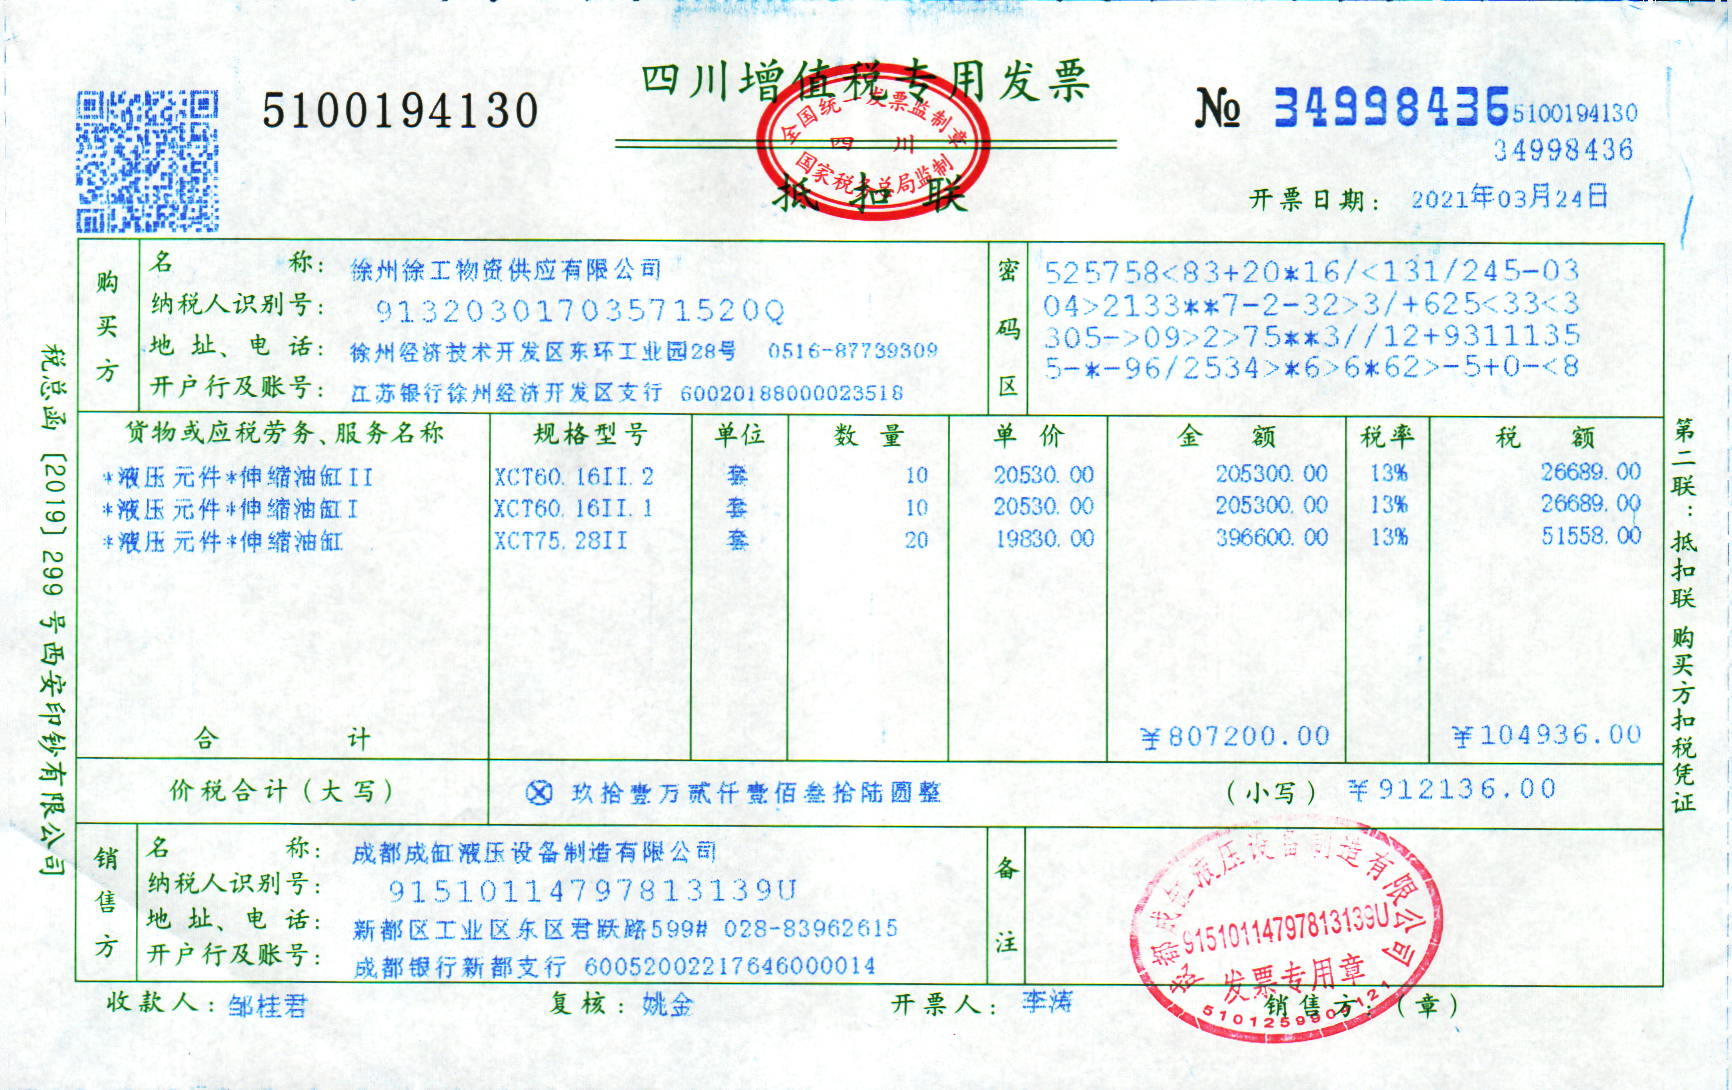 四川增值税专用发票
5100194130
№ 34998436
5100194130
34998436
全国统一发票监制章
四川
国家税务总局监制
抵扣联
开票日期： 2021年03月24日
购买方
名称： 徐州徐工物资供应有限公司
纳税人识别号： 91320301703571520Q
地址、电话： 徐州经济技术开发区东环工业园28号 0516-87739309
开户行及账号： 江苏银行徐州经济开发区支行 60020188000023518
密码区
525758<83+20*16/<131/245-03
04>2133**7-2-32>3/+625<33<3
305->09>2>75**3//12+9311135
5-*-96/2534>*6>6*62>-5+0-<8
货物或应税劳务、服务名称 规格型号 单位 数量 单价 金额 税率 税额
*液压元件*伸缩油缸II XCT60.16II.2 套 10 20530.00 205300.00 13% 26689.00
*液压元件*伸缩油缸I XCT60.16II.1 套 10 20530.00 205300.00 13% 26689.00
*液压元件*伸缩油缸 XCT75.28II 套 20 19830.00 396600.00 13% 51558.00
合计 ¥807200.00 ¥104936.00
价税合计（大写） ⊗ 玖拾壹万贰仟壹佰叁拾陆圆整 （小写） ¥912136.00
销售方
名称： 成都成缸液压设备制造有限公司
纳税人识别号： 91510114797813139U
地址、电话： 新都区工业区东区君跃路599# 028-83962615
开户行及账号： 成都银行新都支行 60052002217646000014
备注
成都成缸液压设备制造有限公司
91510114797813139U
发票专用章
收款人：邹桂君 复核：姚金 开票人：李涛 销售方：（章）
税总函〔2019〕299号西安印钞有限公司
第二联：抵扣联 购买方扣税凭证